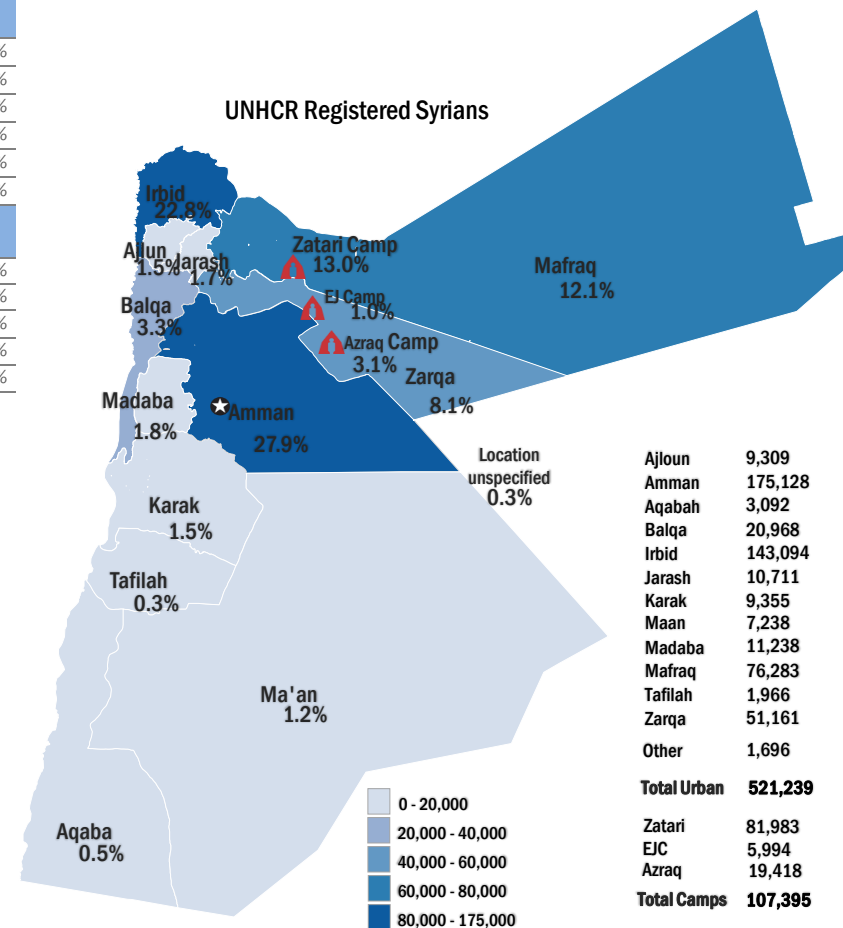 %
%
%
%
%
%
%
%
%
%
%
UNHCR Registered Syrians
Irbid
22.8%
Ajlun
1.5%
Jarash
1.7%
Zatari Camp
13.0%
Mafraq
12.1%
EJ Camp
1.0%
Balqa
3.3%
Azraq Camp
3.1%
Zarqa
8.1%
Madaba
1.8%
Amman
27.9%
Location
unspecified
0.3%
Karak
1.5%
Tafilah
0.3%
Ma'an
1.2%
Aqaba
0.5%
0 - 20,000
20,000 - 40,000
40,000 - 60,000
60,000 - 80,000
80,000 - 175,000
Ajloun 9,309
Amman 175,128
Aqabah 3,092
Balqa 20,968
Irbid 143,094
Jarash 10,711
Karak 9,355
Maan 7,238
Madaba 11,238
Mafraq 76,283
Tafilah 1,966
Zarqa 51,161
Other 1,696
Total Urban 521,239
Zatari 81,983
EJC 5,994
Azraq 19,418
Total Camps 107,395